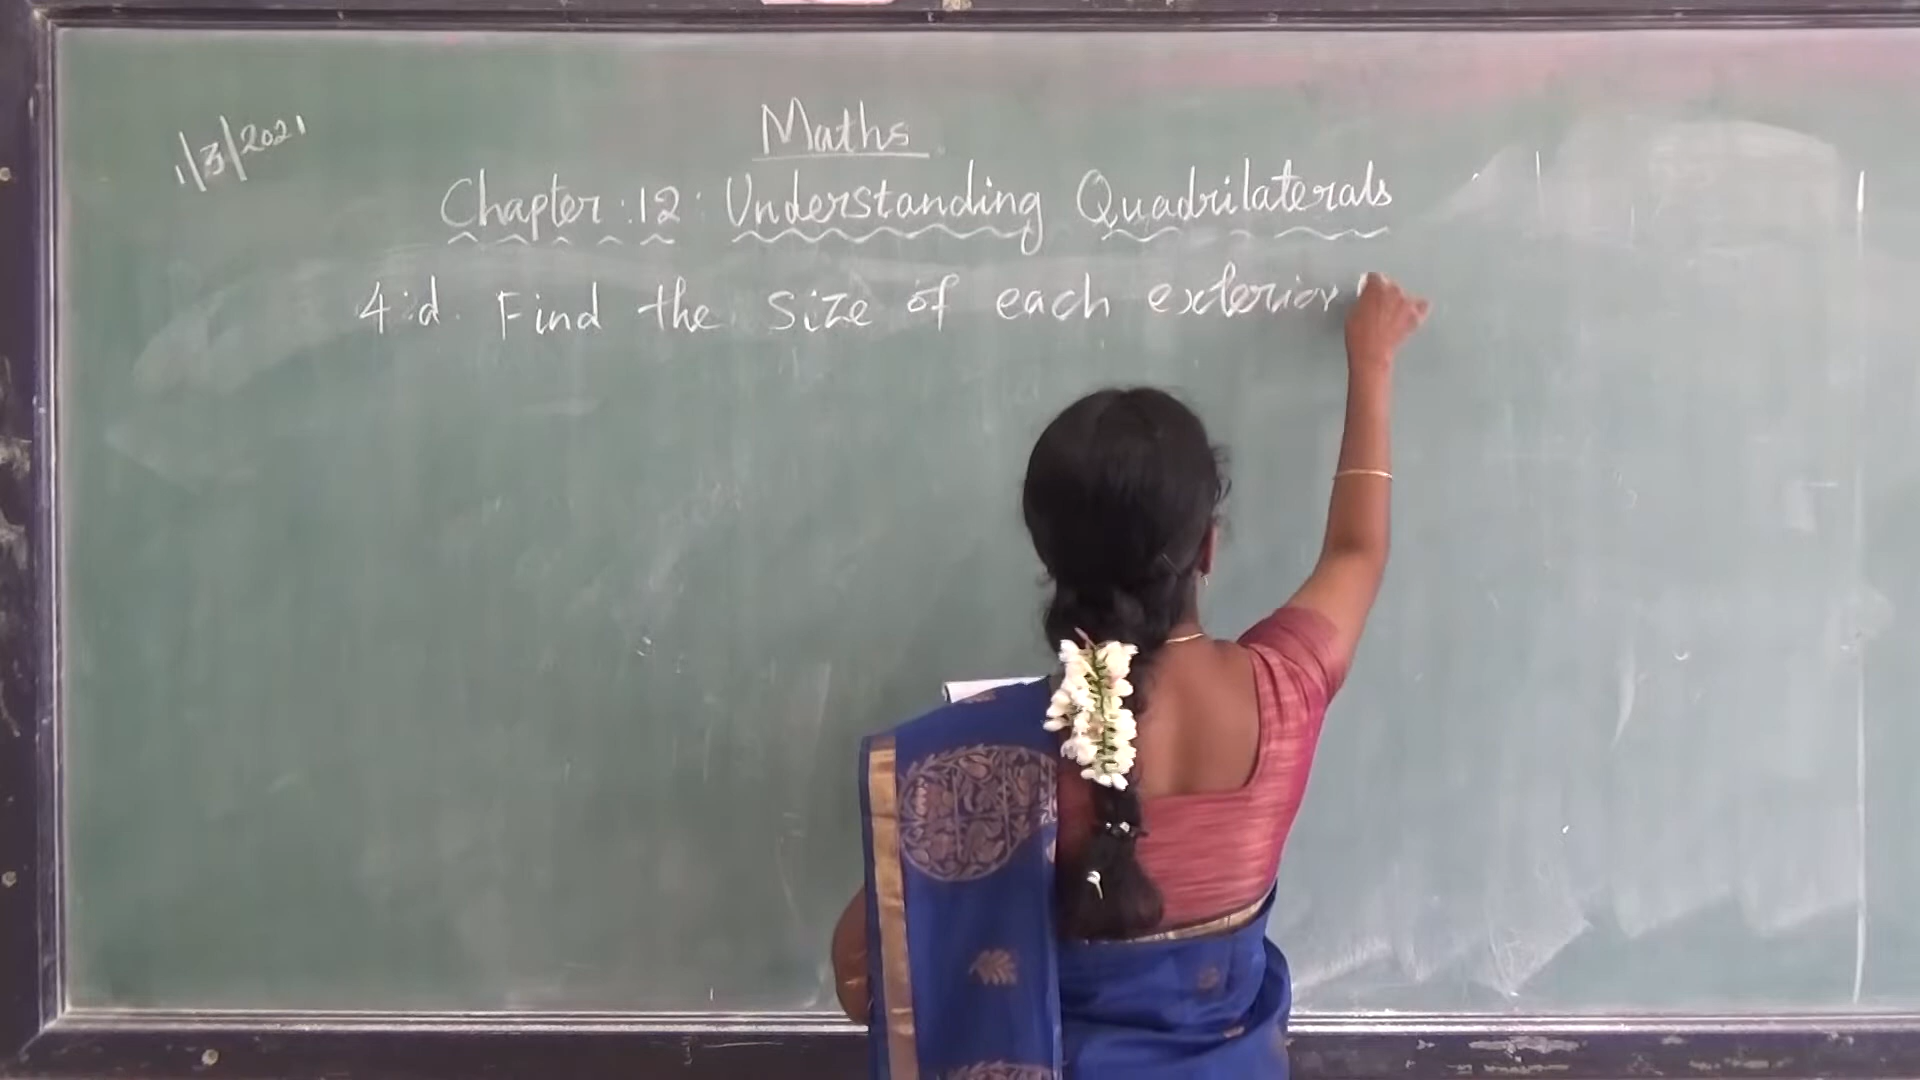 1/3/2021
Maths
Chapter :12 : Understanding Quadrilaterals
4.d. Find the size of each exterior